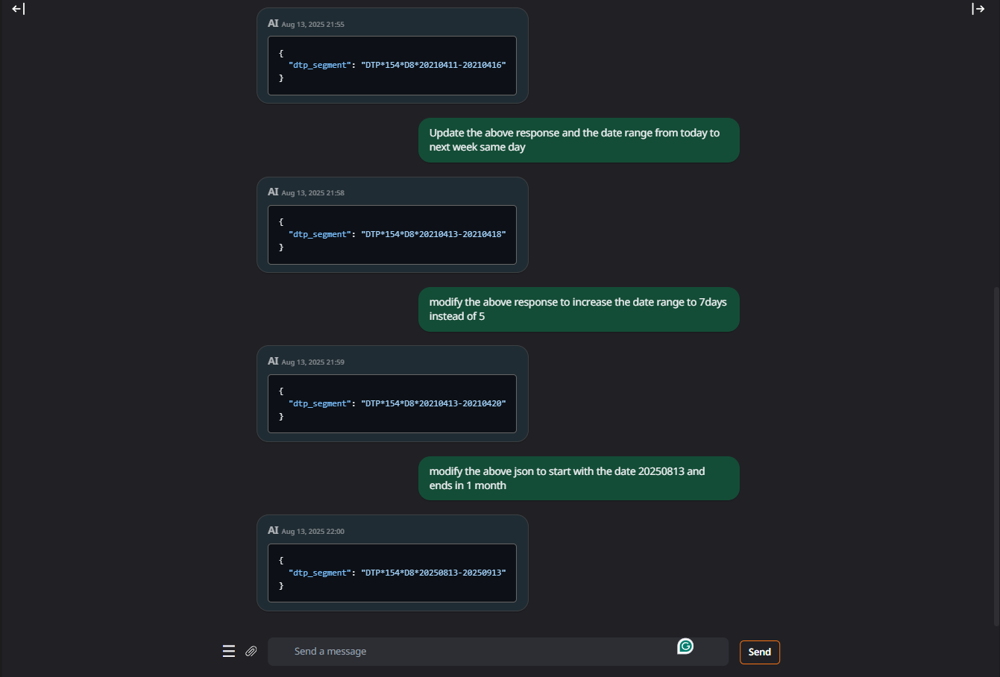 AI Aug 13, 2025 21:55
{
"dtp_segment": "DTP*154*D8*20210411-20210416"
}
Update the above response and the date range from today to
next week same day
AI Aug 13, 2025 21:58
{
"dtp_segment": "DTP*154*D8*20210413-20210418"
}
modify the above response to increase the date range to 7days
instead of 5
AI Aug 13, 2025 21:59
{
"dtp_segment": "DTP*154*D8*20210413-20210420"
}
modify the above json to start with the date 20250813 and
ends in 1 month
AI Aug 13, 2025 22:00
{
"dtp_segment": "DTP*154*D8*20250813-20250913"
}
Send a message
Send